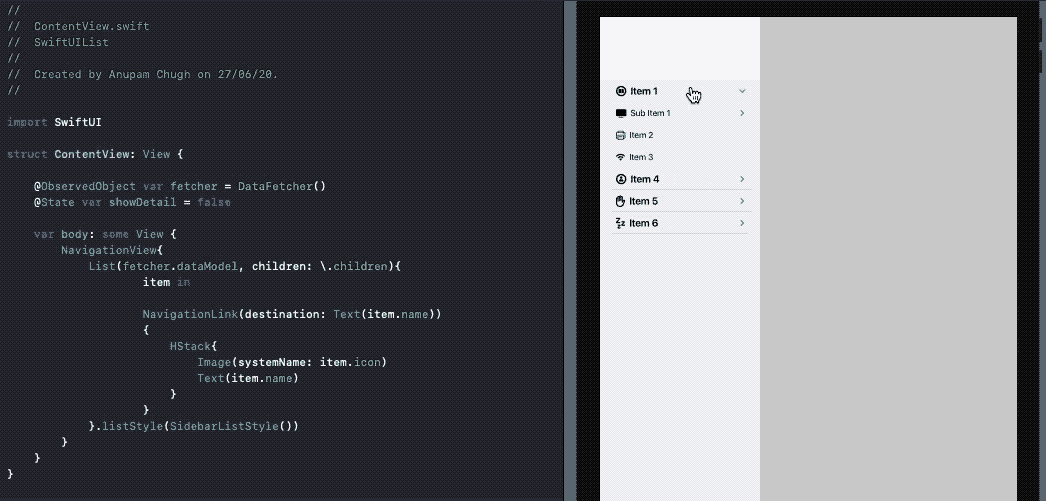 //
//  ContentView.swift
//  SwiftUIList
//
//  Created by Anupam Chugh on 27/06/20.
//
import SwiftUI
struct ContentView: View {
@ObservedObject var fetcher = DataFetcher()
@State var showDetail = false
var body: some View {
NavigationView{
List(fetcher.dataModel, children: \.children){
item in
NavigationLink(destination: Text(item.name))
{
HStack{
Image(systemName: item.icon)
Text(item.name)
}
}
}.listStyle(SidebarListStyle())
}
}
}
Item 1
Sub Item 1
Item 2
Item 3
Item 4
Item 5
Item 6